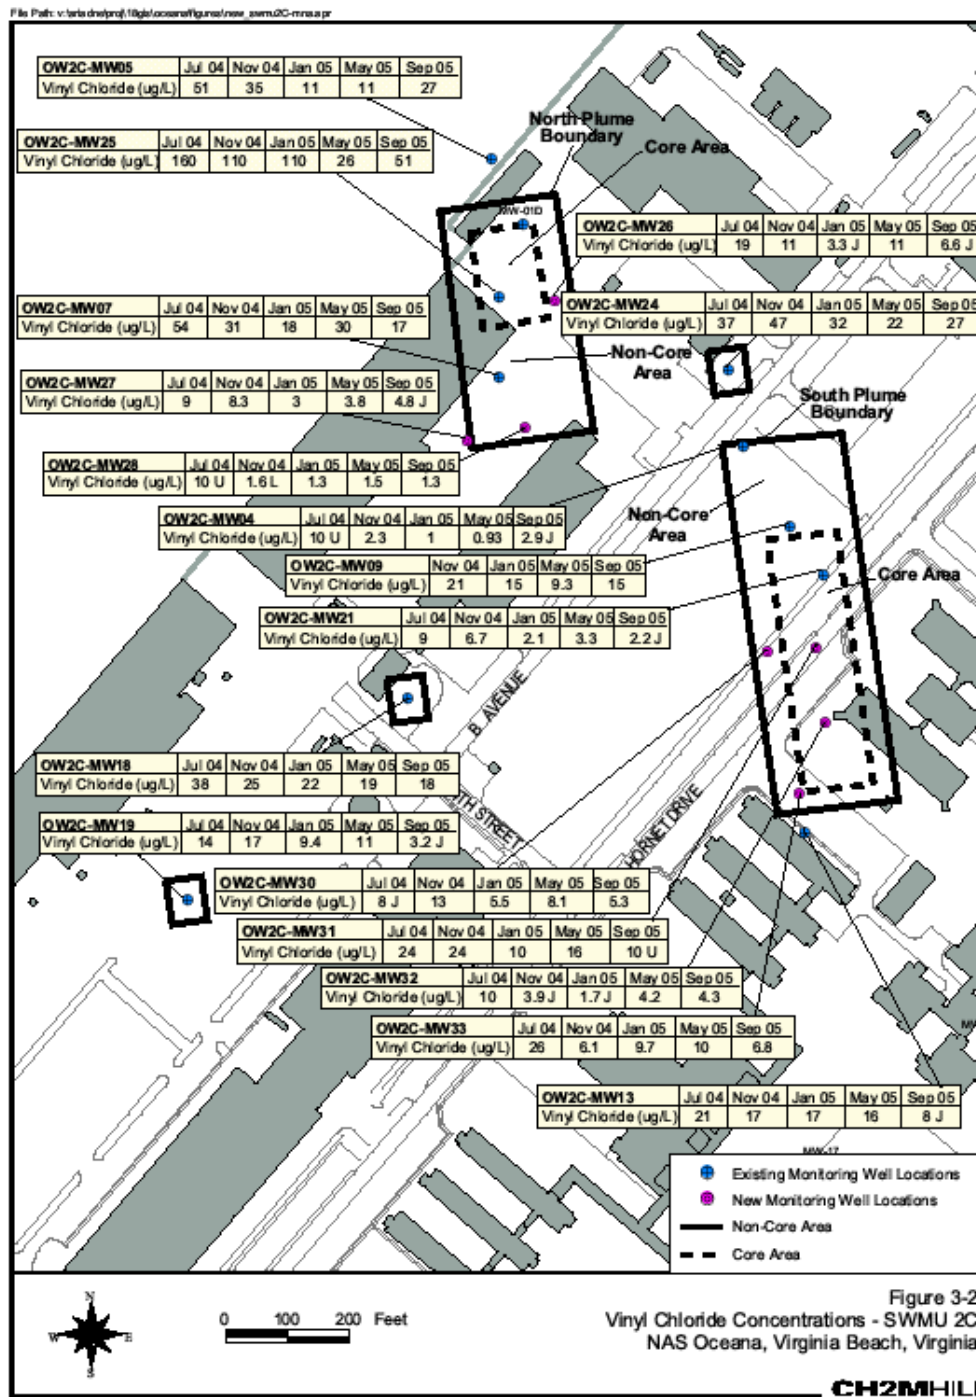 OW2C-MW05 Jul 04 Nov 04 Jan 05 May 05 Sep 05
Vinyl Chloride (ug/L) 51 35 11 11 27
North Plume
Boundary
Core Area
OW2C-MW25 Jul 04 Nov 04 Jan 05 May 05 Sep 05
Vinyl Chloride (ug/L) 160 110 110 26 51
MW-01D
OW2C-MW26 Jul 04 Nov 04 Jan 05 May 05 Sep 05
Vinyl Chloride (ug/L) 19 11 3.3 J 11 6.6 J
OW2C-MW07 Jul 04 Nov 04 Jan 05 May 05 Sep 05
Vinyl Chloride (ug/L) 54 31 18 30 17
OW2C-MW24 Jul 04 Nov 04 Jan 05 May 05 Sep 05
Vinyl Chloride (ug/L) 37 47 32 22 27
Non-Core
Area
OW2C-MW27 Jul 04 Nov 04 Jan 05 May 05 Sep 05
Vinyl Chloride (ug/L) 9 8.3 3 3.8 4.8 J
South Plume
Boundary
OW2C-MW28 Jul 04 Nov 04 Jan 05 May 05 Sep 05
Vinyl Chloride (ug/L) 10 U 1.6 L 1.3 1.5 1.3
OW2C-MW04 Jul 04 Nov 04 Jan 05 May 05 Sep 05
Vinyl Chloride (ug/L) 10 U 2.3 1 0.93 2.9 J
Non-Core
Area
OW2C-MW09 Nov 04 Jan 05 May 05 Sep 05
Vinyl Chloride (ug/L) 21 15 9.3 15
Core Area
OW2C-MW21 Jul 04 Nov 04 Jan 05 May 05 Sep 05
Vinyl Chloride (ug/L) 9 6.7 2.1 3.3 2.2 J
B AVENUE
OW2C-MW18 Jul 04 Nov 04 Jan 05 May 05 Sep 05
Vinyl Chloride (ug/L) 38 25 22 19 18
TH STREET
HORNET DRIVE
OW2C-MW19 Jul 04 Nov 04 Jan 05 May 05 Sep 05
Vinyl Chloride (ug/L) 14 17 9.4 11 3.2 J
OW2C-MW30 Jul 04 Nov 04 Jan 05 May 05 Sep 05
Vinyl Chloride (ug/L) 8 J 13 5.5 8.1 5.3
OW2C-MW31 Jul 04 Nov 04 Jan 05 May 05 Sep 05
Vinyl Chloride (ug/L) 24 24 10 16 10 U
OW2C-MW32 Jul 04 Nov 04 Jan 05 May 05 Sep 05
Vinyl Chloride (ug/L) 10 3.9 J 1.7 J 4.2 4.3
OW2C-MW33 Jul 04 Nov 04 Jan 05 May 05 Sep 05
Vinyl Chloride (ug/L) 26 6.1 9.7 10 6.8
OW2C-MW13 Jul 04 Nov 04 Jan 05 May 05 Sep 05
Vinyl Chloride (ug/L) 21 17 17 16 8 J
MW-17
Existing Monitoring Well Locations
New Monitoring Well Locations
Non-Core Area
Core Area
N
W E
S
0 100 200 Feet
Figure 3-2
Vinyl Chloride Concentrations - SWMU 2C
NAS Oceana, Virginia Beach, Virginia
CH2MHILL